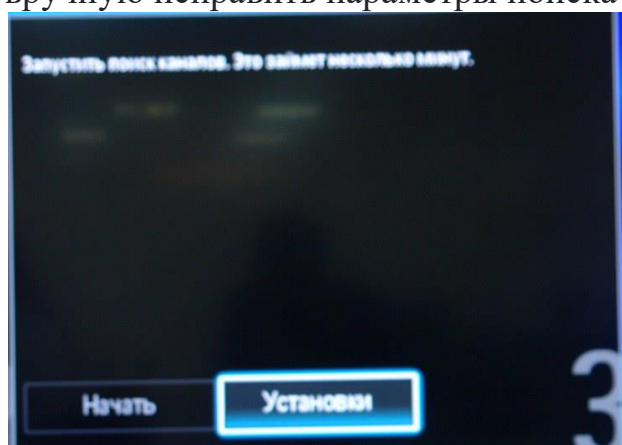 вручную исправить параметры поиска
Запустить поиск каналов. Это займет несколько минут.
Начать
Установки
3